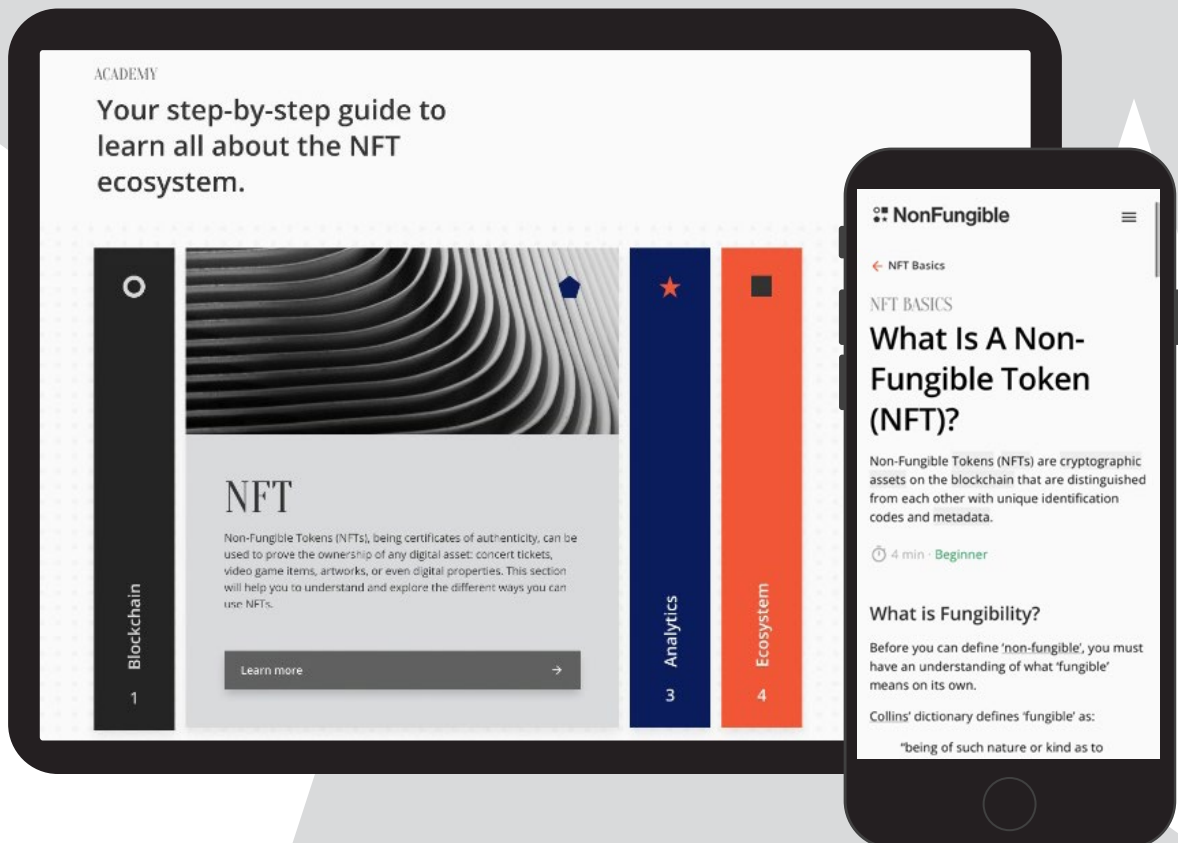 ACADEMY
Your step-by-step guide to
learn all about the NFT
ecosystem.
Blockchain
1
NFT
Non-Fungible Tokens (NFTs), being certificates of authenticity, can be
used to prove the ownership of any digital asset: concert tickets,
video game items, artworks, or even digital properties. This section
will help you to understand and explore the different ways you can
use NFTs.
Learn more →
Analytics
3
Ecosystem
4
NonFungible
← NFT Basics
NFT BASICS
What Is A Non-
Fungible Token
(NFT)?
Non-Fungible Tokens (NFTs) are cryptographic
assets on the blockchain that are distinguished
from each other with unique identification
codes and metadata.
4 min · Beginner
What is Fungibility?
Before you can define 'non-fungible', you must
have an understanding of what 'fungible'
means on its own.
Collins' dictionary defines 'fungible' as:
"being of such nature or kind as to